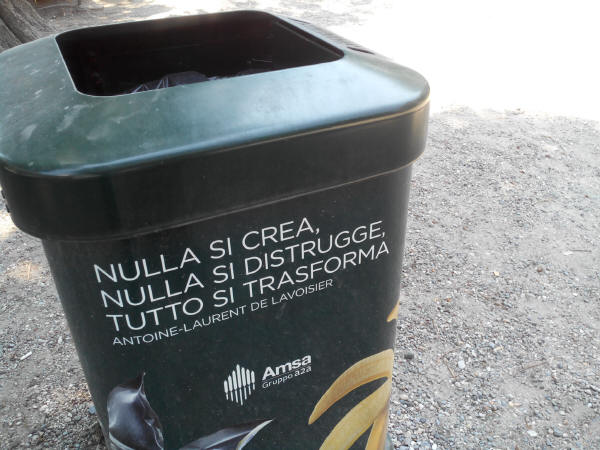 NULLA SI CREA,
NULLA SI DISTRUGGE,
TUTTO SI TRASFORMA
ANTOINE-LAURENT DE LAVOISIER
Amsa
Gruppo a2a